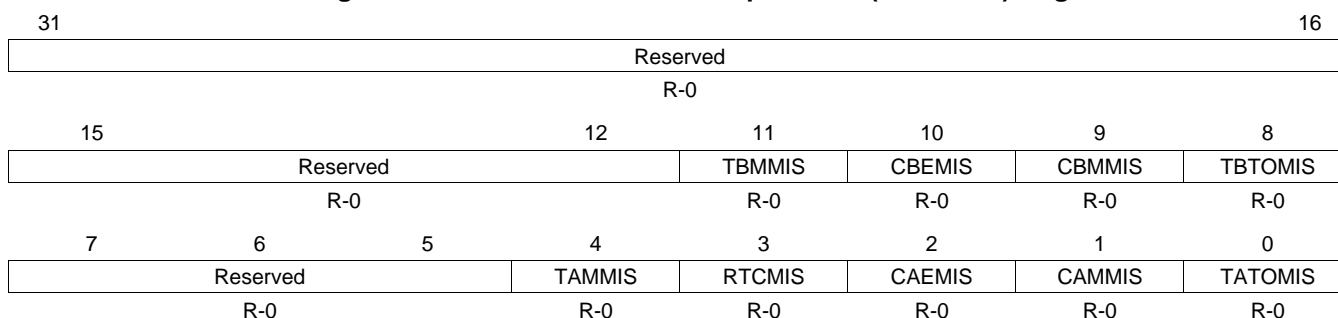 31 16
Reserved
R-0
15 12 11 10 9 8
Reserved TBMMIS CBEMIS CBMMIS TBTOMIS
R-0 R-0 R-0 R-0 R-0
7 6 5 4 3 2 1 0
Reserved TAMMIS RTCMIS CAEMIS CAMMIS TATOMIS
R-0 R-0 R-0 R-0 R-0 R-0